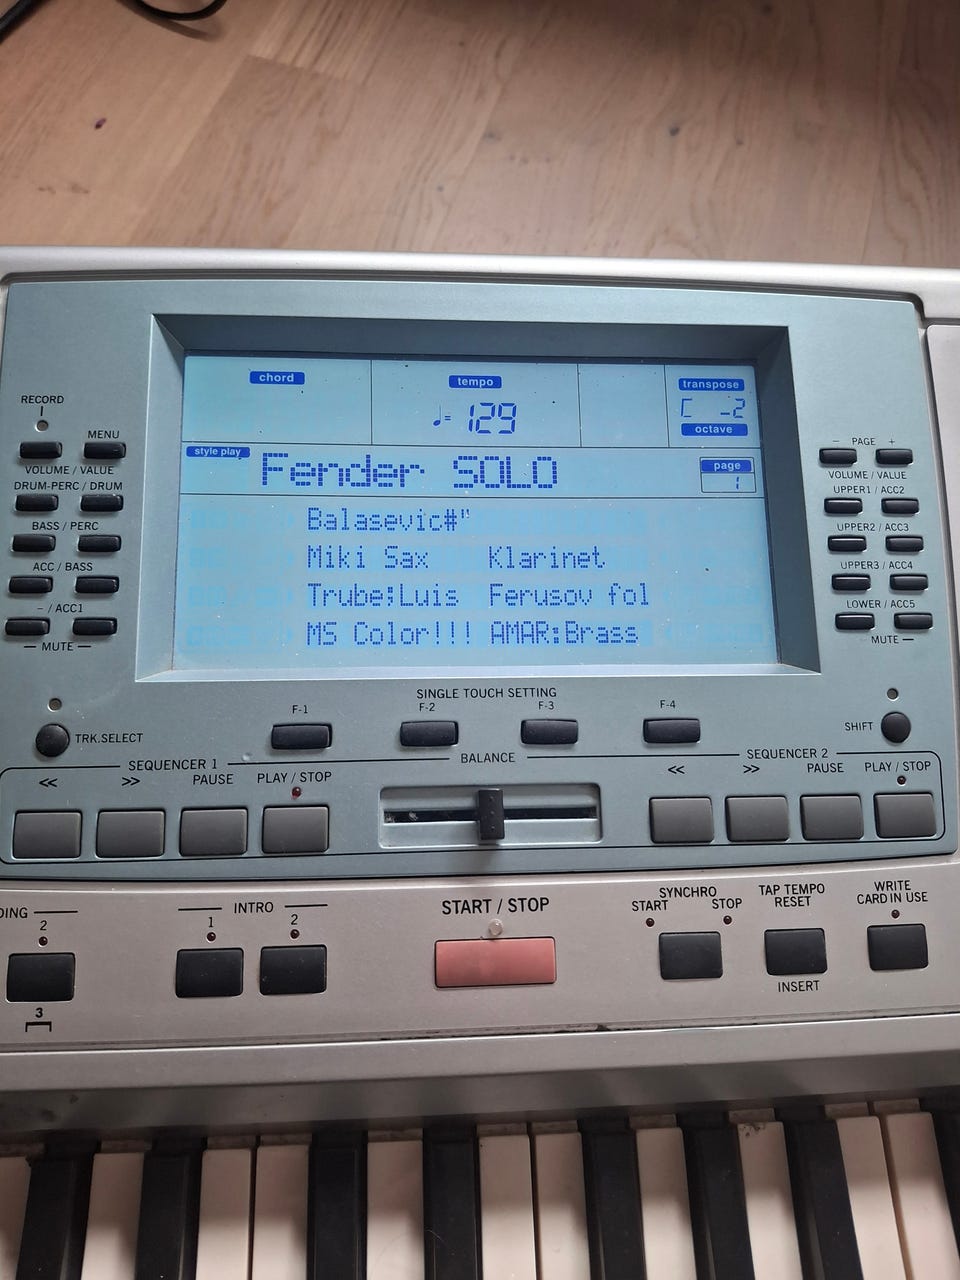 chord
tempo
♩= 129
transpose
C -2
octave
style play
Fender SOLO
page
1
Balasevic#"
Miki Sax Klarinet
Trube;Luis Ferusov fol
MS Color!!! AMAR:Brass
RECORD
MENU
VOLUME / VALUE
DRUM-PERC / DRUM
BASS / PERC
ACC / BASS
– / ACC1
— MUTE —
– PAGE +
VOLUME / VALUE
UPPER1 / ACC2
UPPER2 / ACC3
UPPER3 / ACC4
LOWER / ACC5
MUTE —
SINGLE TOUCH SETTING
F-1 F-2 F-3 F-4
TRK.SELECT
SHIFT
SEQUENCER 1
<< >> PAUSE PLAY / STOP
BALANCE
SEQUENCER 2
<< >> PAUSE PLAY / STOP
DING
2
3
INTRO
1 2
START / STOP
SYNCHRO
START STOP
TAP TEMPO
RESET
INSERT
WRITE
CARD IN USE